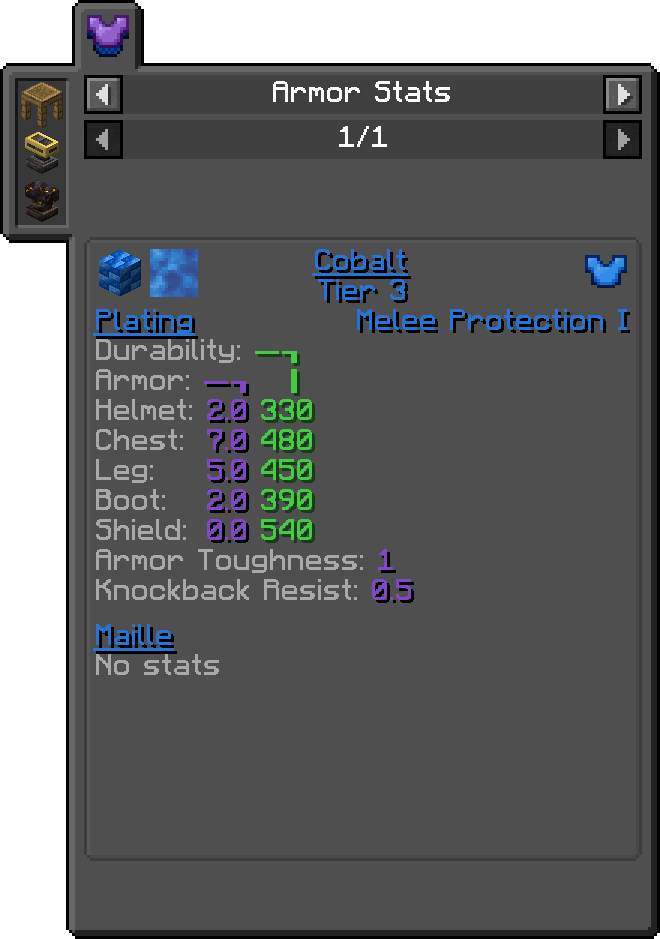 Armor Stats
1/1
Cobalt
Tier 3
Plating Melee Protection I
Durability:
Armor:
Helmet: 2.0 330
Chest: 7.0 480
Leg: 5.0 450
Boot: 2.0 390
Shield: 0.0 540
Armor Toughness: 1
Knockback Resist: 0.5
Maille
No stats